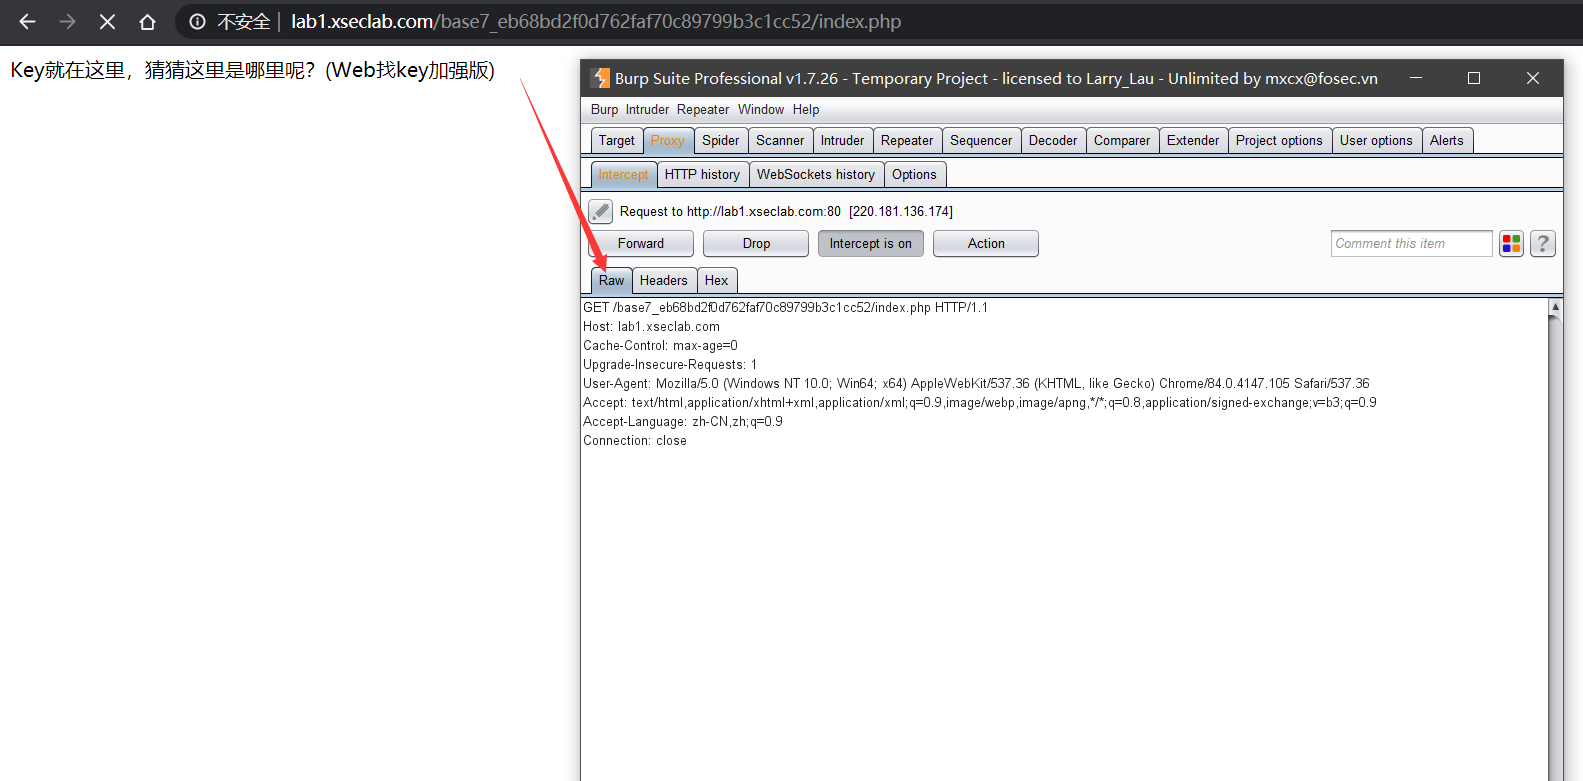 不安全 | lab1.xseclab.com/base7_eb68bd2f0d762faf70c89799b3c1cc52/index.php
Key就在这里，猜猜这里是哪里呢？(Web找key加强版)
Burp Suite Professional v1.7.26 - Temporary Project - licensed to Larry_Lau - Unlimited by mxcx@fosec.vn
Burp Intruder Repeater Window Help
Target Proxy Spider Scanner Intruder Repeater Sequencer Decoder Comparer Extender Project options User options Alerts
Intercept HTTP history WebSockets history Options
Request to http://lab1.xseclab.com:80 [220.181.136.174]
Forward Drop Intercept is on Action Comment this item ?
Raw Headers Hex
GET /base7_eb68bd2f0d762faf70c89799b3c1cc52/index.php HTTP/1.1
Host: lab1.xseclab.com
Cache-Control: max-age=0
Upgrade-Insecure-Requests: 1
User-Agent: Mozilla/5.0 (Windows NT 10.0; Win64; x64) AppleWebKit/537.36 (KHTML, like Gecko) Chrome/84.0.4147.105 Safari/537.36
Accept: text/html,application/xhtml+xml,application/xml;q=0.9,image/webp,image/apng,*/*;q=0.8,application/signed-exchange;v=b3;q=0.9
Accept-Language: zh-CN,zh;q=0.9
Connection: close